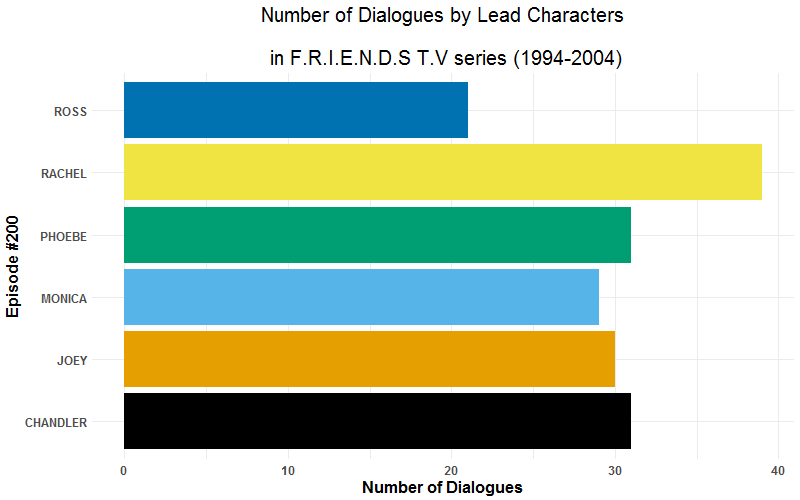 Number of Dialogues by Lead Characters
in F.R.I.E.N.D.S T.V series (1994-2004)
Episode #200
ROSS
RACHEL
PHOEBE
MONICA
JOEY
CHANDLER
0 10 20 30 40
Number of Dialogues